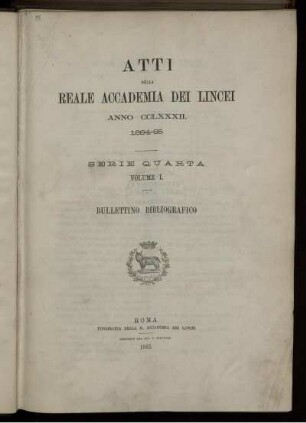 ATTI
DELLA
REALE ACCADEMIA DEI LINCEI
ANNO CCLXXXII.
1884-85
SERIE QUARTA
VOLUME I.
BULLETTINO BIBLIOGRAFICO
ROMA
TIPOGRAFIA DELLA R. ACCADEMIA DEI LINCEI
1885